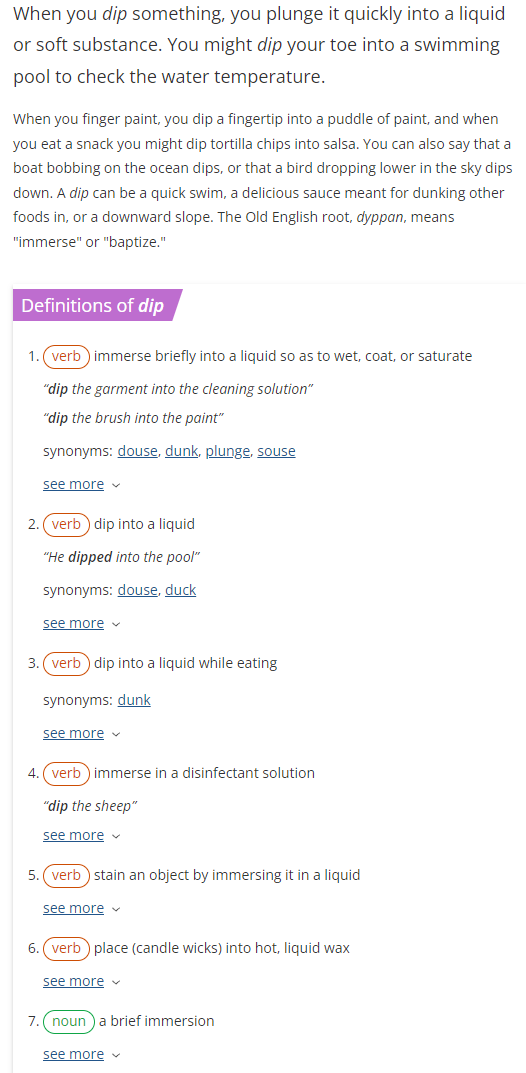 When you dip something, you plunge it quickly into a liquid
or soft substance. You might dip your toe into a swimming
pool to check the water temperature.
When you finger paint, you dip a fingertip into a puddle of paint, and when
you eat a snack you might dip tortilla chips into salsa. You can also say that a
boat bobbing on the ocean dips, or that a bird dropping lower in the sky dips
down. A dip can be a quick swim, a delicious sauce meant for dunking other
foods in, or a downward slope. The Old English root, dyppan, means
"immerse" or "baptize."
Definitions of dip
1. verb immerse briefly into a liquid so as to wet, coat, or saturate
“dip the garment into the cleaning solution”
“dip the brush into the paint”
synonyms: douse, dunk, plunge, souse
see more
2. verb dip into a liquid
“He dipped into the pool”
synonyms: douse, duck
see more
3. verb dip into a liquid while eating
synonyms: dunk
see more
4. verb immerse in a disinfectant solution
“dip the sheep”
see more
5. verb stain an object by immersing it in a liquid
see more
6. verb place (candle wicks) into hot, liquid wax
see more
7. noun a brief immersion
see more